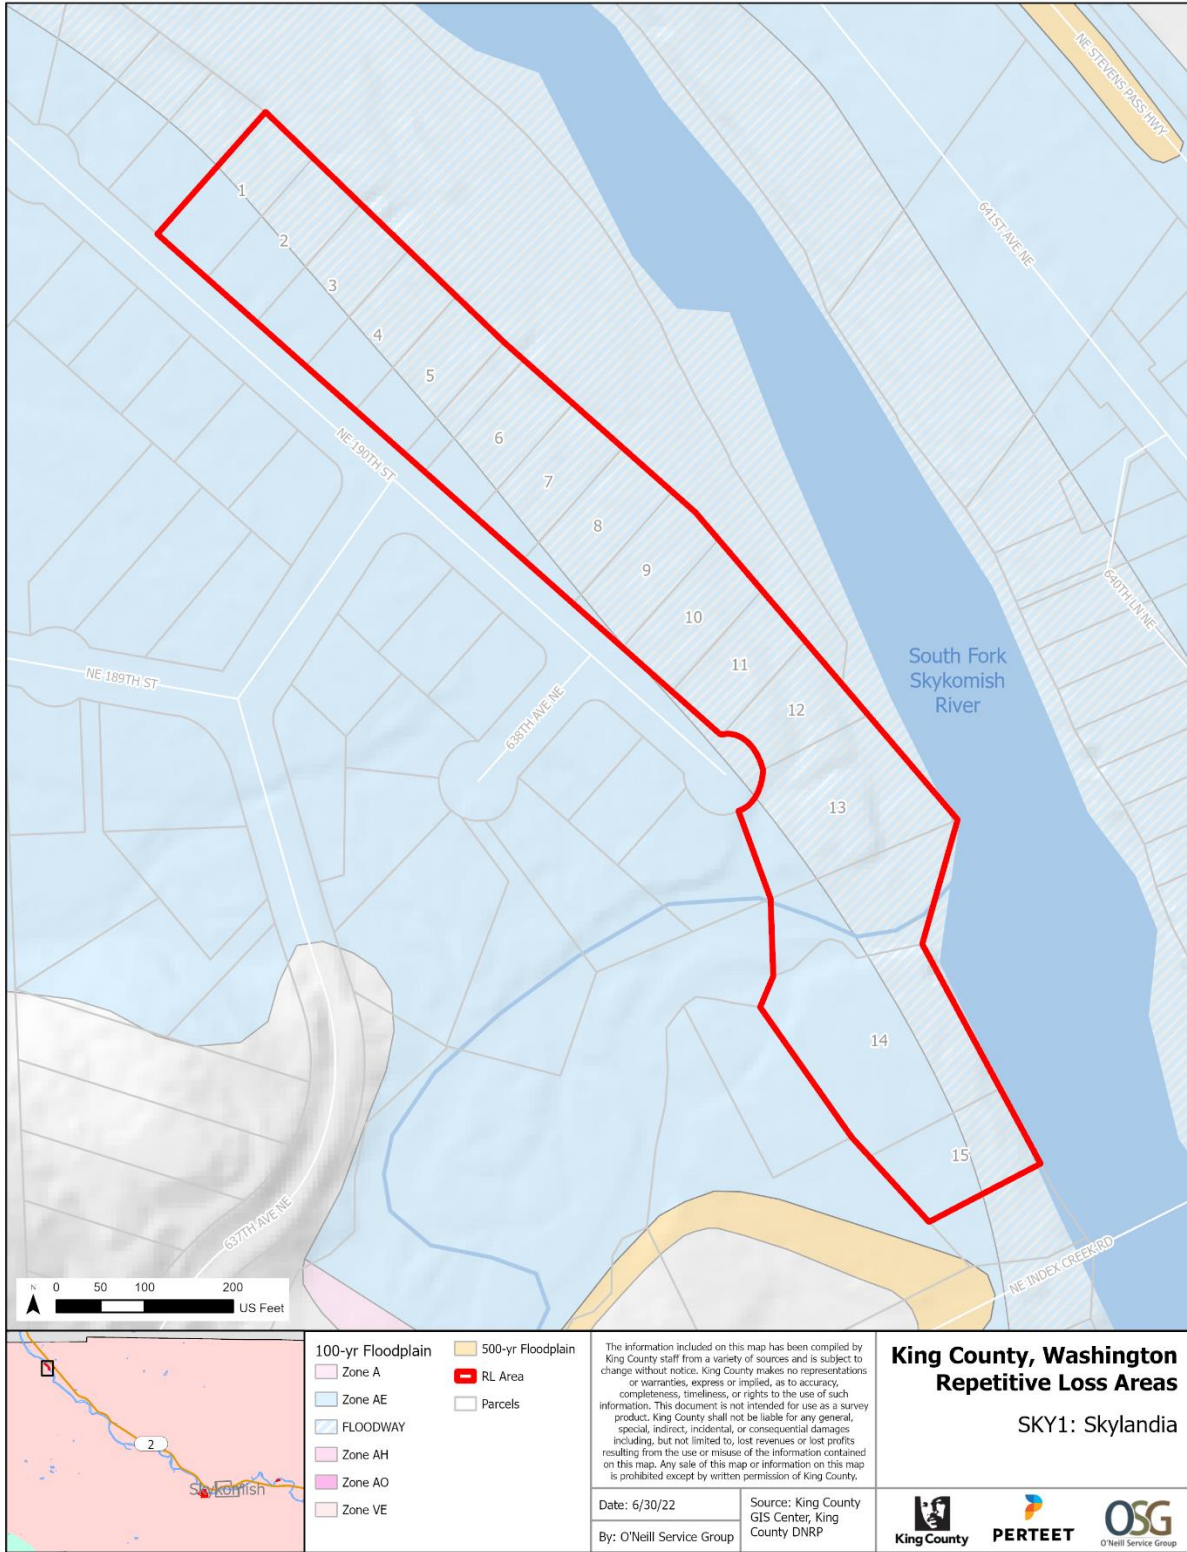 NE STEVENS PASS HWY
641ST AVE NE
1
2
3
4
5
6
7
8
9
10
11
12
13
14
15
NE 190TH ST
NE 189TH ST
638TH AVE NE
640TH LN NE
South Fork
Skykomish
River
637TH AVE NE
NE INDEX CREEK RD
N
0 50 100 200
US Feet
2
Skykomish
100-yr Floodplain
Zone A
Zone AE
FLOODWAY
Zone AH
Zone AO
Zone VE
500-yr Floodplain
RL Area
Parcels
The information included on this map has been compiled by
King County staff from a variety of sources and is subject to
change without notice. King County makes no representations
or warranties, express or implied, as to accuracy,
completeness, timeliness, or rights to the use of such
information. This document is not intended for use as a survey
product. King County shall not be liable for any general,
special, indirect, incidental, or consequential damages
including, but not limited to, lost revenues or lost profits
resulting from the use or misuse of the information contained
on this map. Any sale of this map or information on this map
is prohibited except by written permission of King County.
Date: 6/30/22
By: O'Neill Service Group
Source: King County
GIS Center, King
County DNRP
King County, Washington
Repetitive Loss Areas
SKY1: Skylandia
King County
PERTEET
OSG
O'Neill Service Group